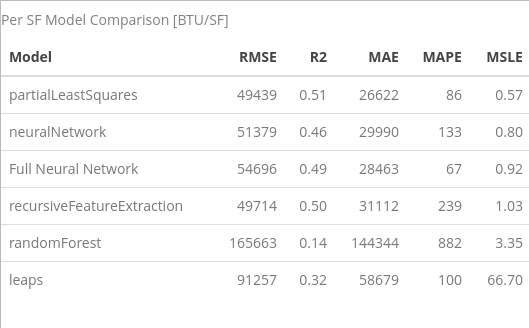 Per SF Model Comparison [BTU/SF]
Model RMSE R2 MAE MAPE MSLE
partialLeastSquares 49439 0.51 26622 86 0.57
neuralNetwork 51379 0.46 29990 133 0.80
Full Neural Network 54696 0.49 28463 67 0.92
recursiveFeatureExtraction 49714 0.50 31112 239 1.03
randomForest 165663 0.14 144344 882 3.35
leaps 91257 0.32 58679 100 66.70